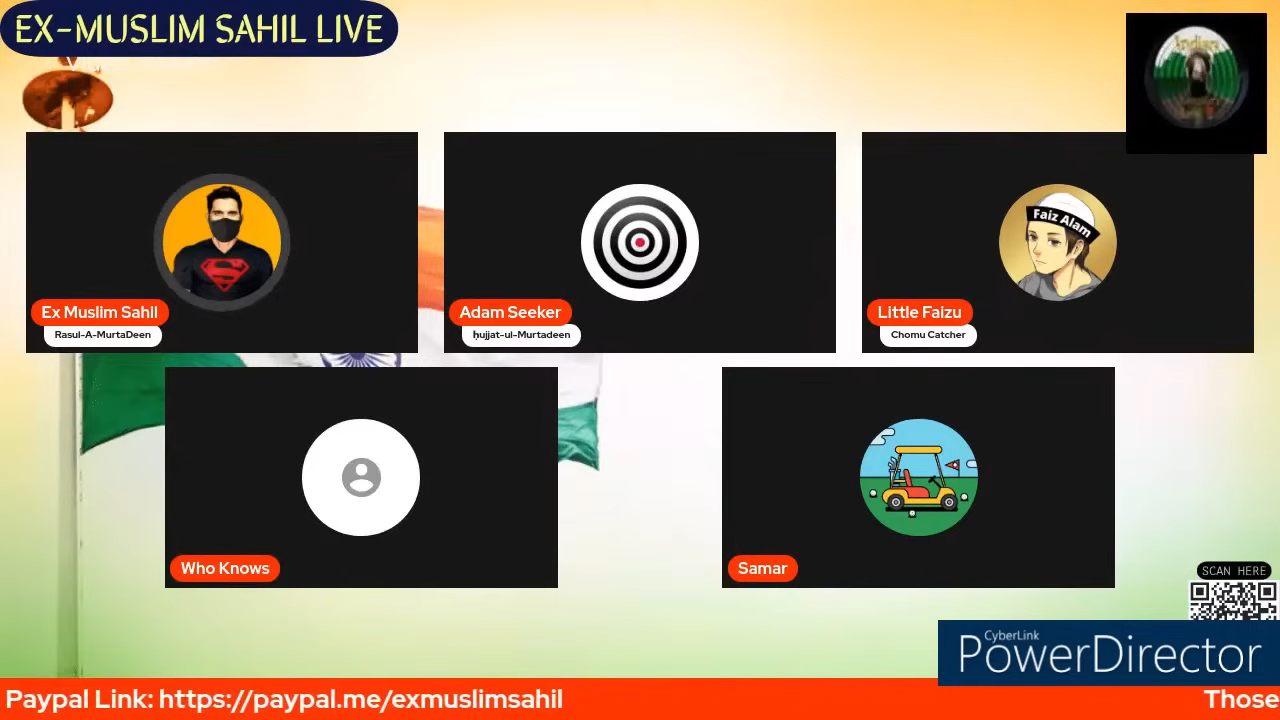 EX-MUSLIM SAHIL LIVE
Indian
Faiz Alam
Ex Muslim Sahil
Rasul-A-MurtaDeen
Adam Seeker
ḥujjat-ul-Murtadeen
Little Faizu
Chomu Catcher
Who Knows
Samar
SCAN HERE
CyberLink
PowerDirector
Paypal Link: https://paypal.me/exmuslimsahil
Those